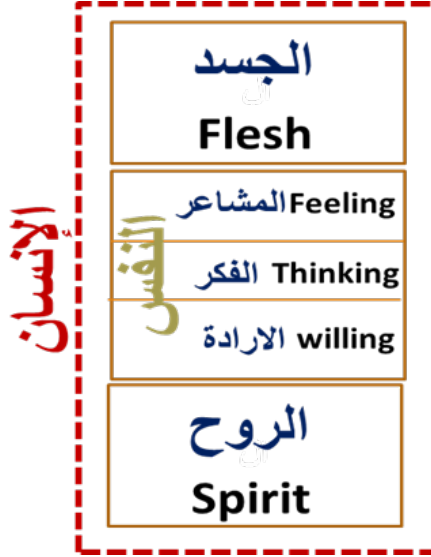 الإنسان
الجسد
Flesh
النفس
المشاعر Feeling
الفكر Thinking
الارادة willing
الروح
Spirit